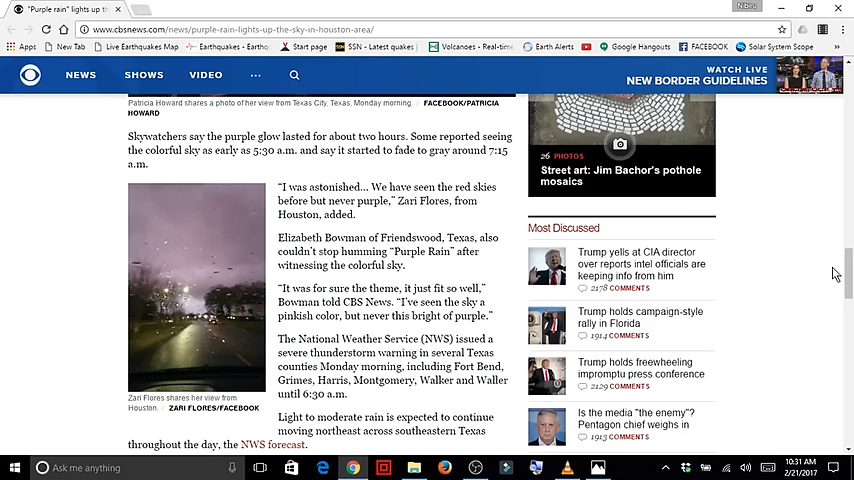 "Purple rain" lights up th
Nibiru
www.cbsnews.com/news/purple-rain-lights-up-the-sky-in-houston-area/
Apps New Tab Live Earthquakes Map Earthquakes - Earthq Start page SSN - Latest quakes | Volcanoes - Real-time Earth Alerts Google Hangouts FACEBOOK Solar System Scope Other bookmarks
NEWS SHOWS VIDEO ...
WATCH LIVE
NEW BORDER GUIDELINES
Patricia Howard shares a photo of her view from Texas City, Texas, Monday morning. / FACEBOOK/PATRICIA
HOWARD
Skywatchers say the purple glow lasted for about two hours. Some reported seeing
the colorful sky as early as 5:30 a.m. and say it started to fade to gray around 7:15
a.m.
"I was astonished... We have seen the red skies
before but never purple," Zari Flores, from
Houston, added.
Elizabeth Bowman of Friendswood, Texas, also
couldn't stop humming "Purple Rain" after
witnessing the colorful sky.
"It was for sure the theme, it just fit so well,"
Bowman told CBS News. "I've seen the sky a
pinkish color, but never this bright of purple."
The National Weather Service (NWS) issued a
severe thunderstorm warning in several Texas
counties Monday morning, including Fort Bend,
Grimes, Harris, Montgomery, Walker and Waller
until 6:30 a.m.
Zari Flores shares her view from
Houston. / ZARI FLORES/FACEBOOK
Light to moderate rain is expected to continue
moving northeast across southeastern Texas
throughout the day, the NWS forecast.
26 PHOTOS
Street art: Jim Bachor's pothole
mosaics
Most Discussed
Trump yells at CIA director
over reports intel officials are
keeping info from him
2178 COMMENTS
Trump holds campaign-style
rally in Florida
1914 COMMENTS
Trump holds freewheeling
impromptu press conference
2129 COMMENTS
Is the media "the enemy"?
Pentagon chief weighs in
1913 COMMENTS
Ask me anything
10:31 AM
2/21/2017